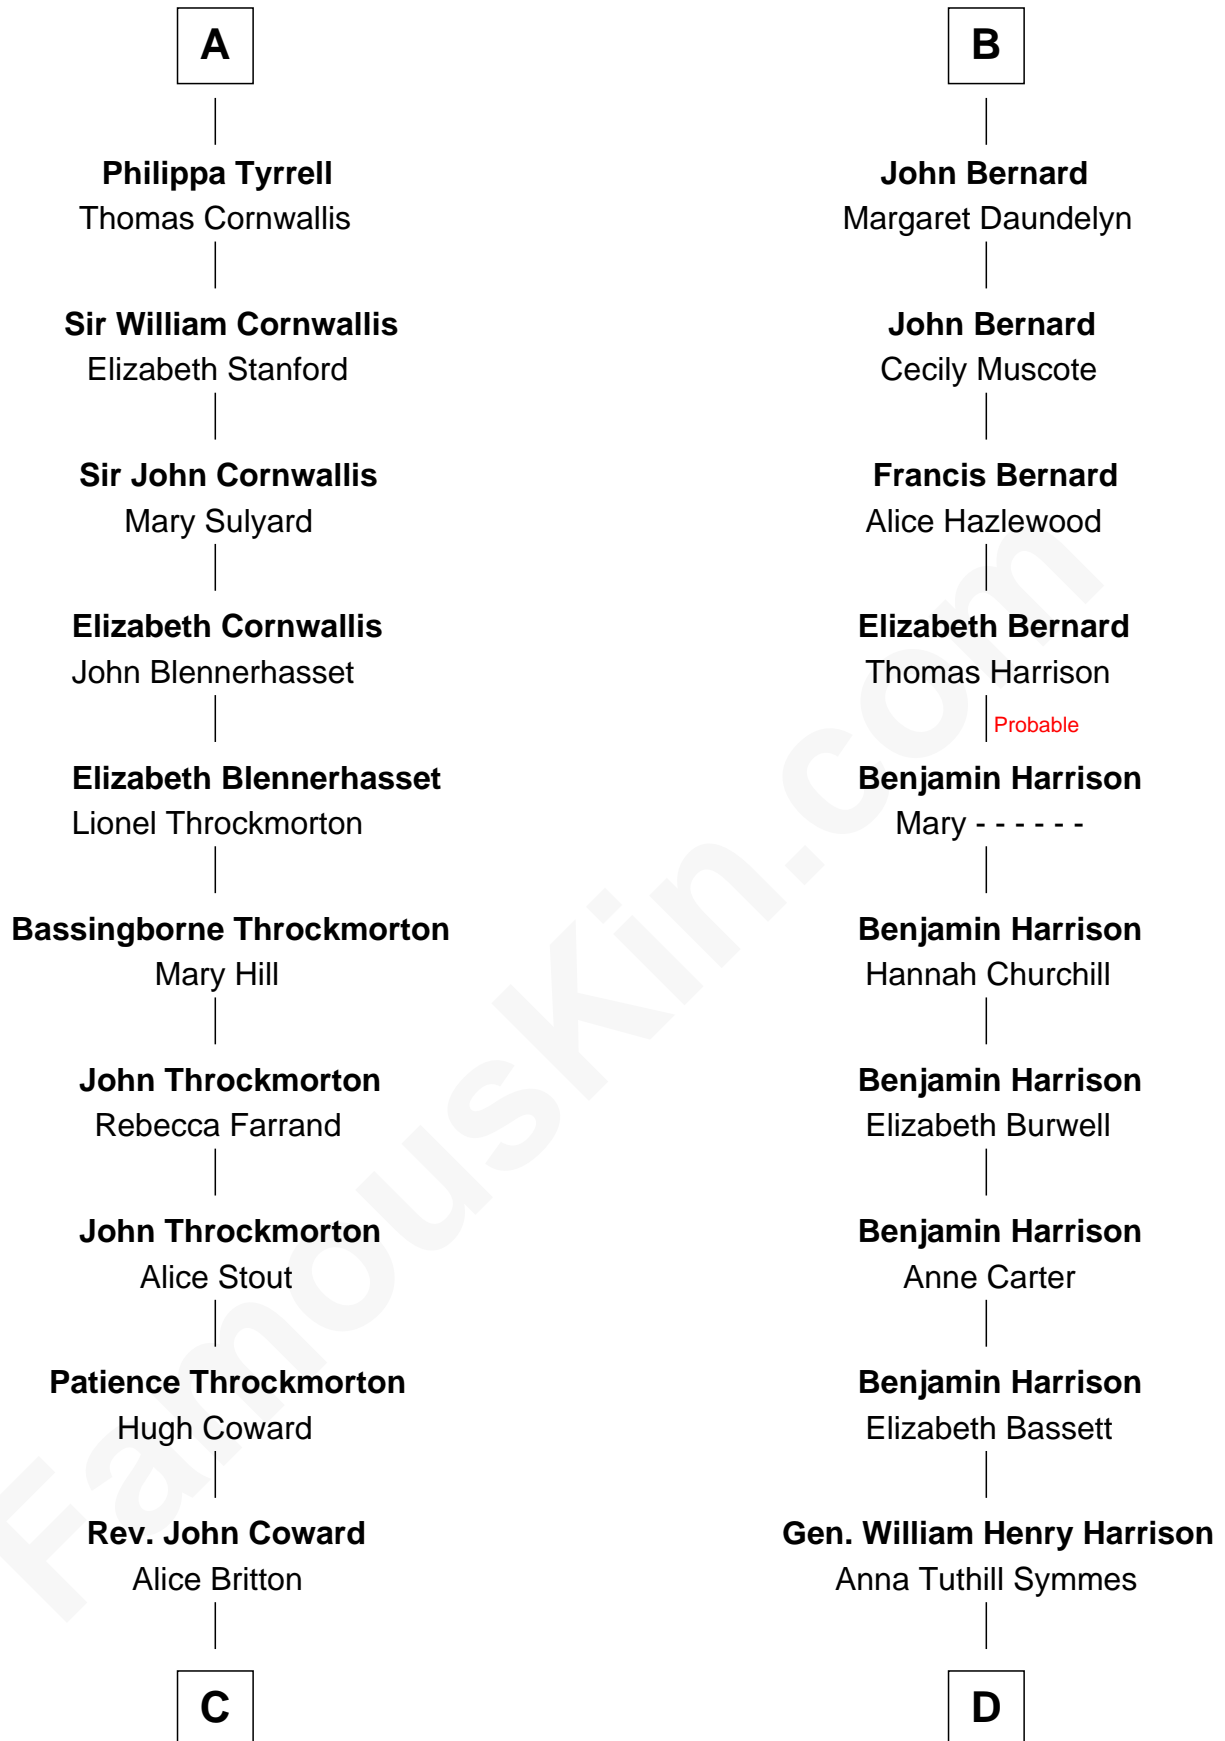 A
Philippa Tyrrell
Thomas Cornwallis
Sir William Cornwallis
Elizabeth Stanford
Sir John Cornwallis
Mary Sulyard
Elizabeth Cornwallis
John Blennerhasset
Elizabeth Blennerhasset
Lionel Throckmorton
Bassingborne Throckmorton
Mary Hill
John Throckmorton
Rebecca Farrand
John Throckmorton
Alice Stout
Patience Throckmorton
Hugh Coward
Rev. John Coward
Alice Britton
C
B
John Bernard
Margaret Daundelyn
John Bernard
Cecily Muscote
Francis Bernard
Alice Hazlewood
Elizabeth Bernard
Thomas Harrison
Probable
Benjamin Harrison
Mary - - - - - -
Benjamin Harrison
Hannah Churchill
Benjamin Harrison
Elizabeth Burwell
Benjamin Harrison
Anne Carter
Benjamin Harrison
Elizabeth Bassett
Gen. William Henry Harrison
Anna Tuthill Symmes
D
FamousKin.com